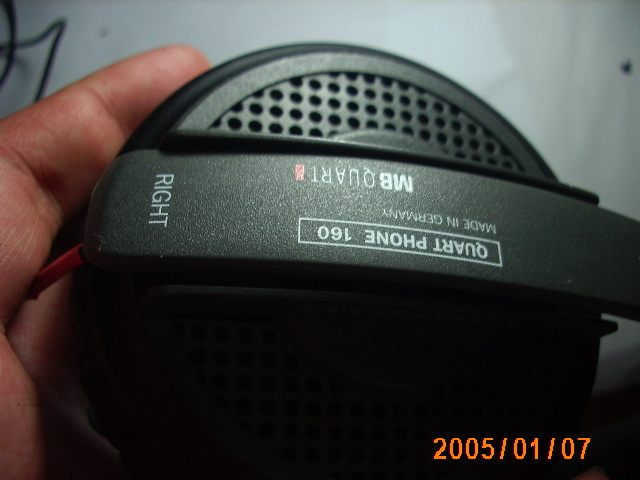 RIGHT
MB QUART
MADE IN GERMANY
QUART PHONE 160
2005/01/07